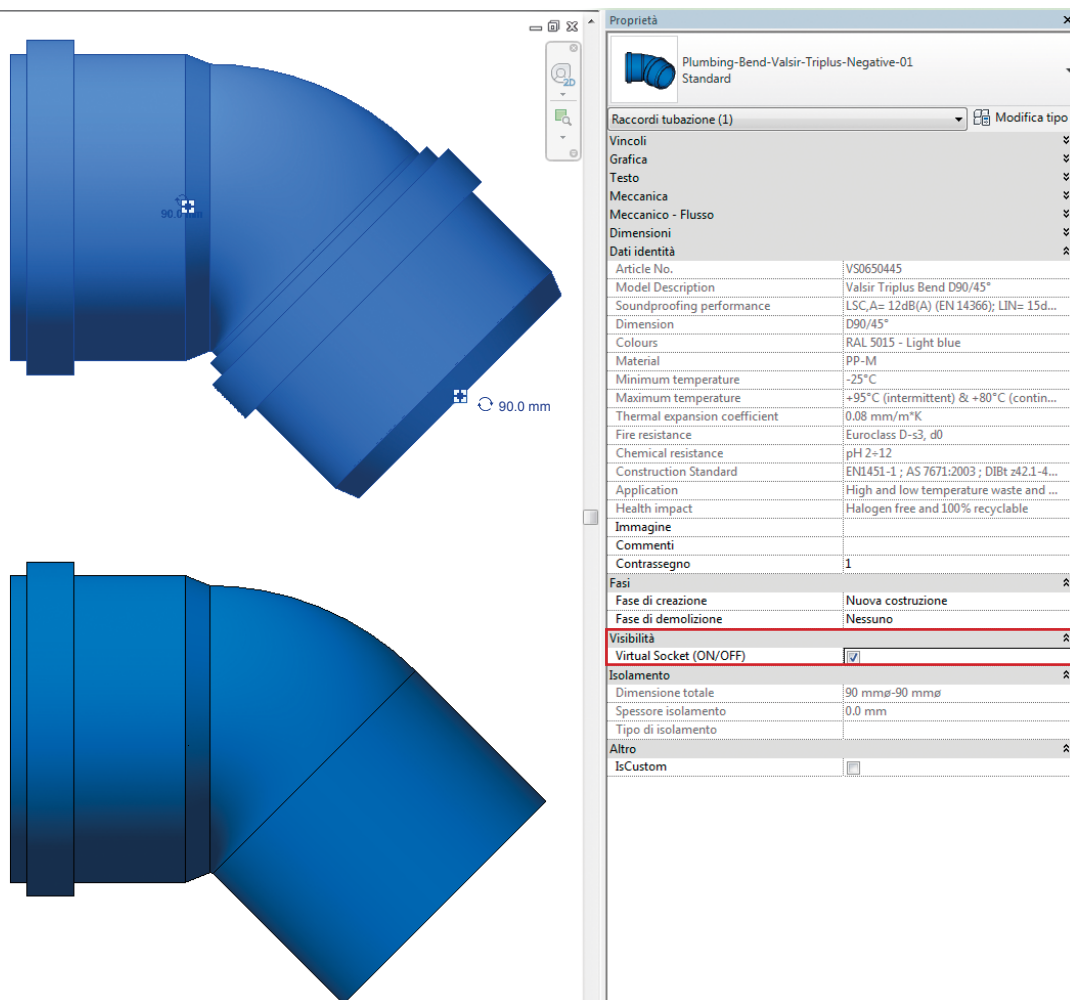 2D
90.0 mm
90.0 mm
Proprietà
Plumbing-Bend-Valsir-Triplus-Negative-01
Standard
Raccordi tubazione (1)
Modifica tipo
Vincoli
Grafica
Testo
Meccanica
Meccanico - Flusso
Dimensioni
Dati identità
Article No. VS0650445
Model Description Valsir Triplus Bend D90/45°
Soundproofing performance LSC,A= 12dB(A) (EN 14366); LIN= 15d...
Dimension D90/45°
Colours RAL 5015 - Light blue
Material PP-M
Minimum temperature -25°C
Maximum temperature +95°C (intermittent) & +80°C (contin...
Thermal expansion coefficient 0.08 mm/m°K
Fire resistance Euroclass D-s3, d0
Chemical resistance pH 2÷12
Construction Standard EN1451-1 ; AS 7671:2003 ; DIBt z42.1-4...
Application High and low temperature waste and ...
Health impact Halogen free and 100% recyclable
Immagine
Commenti
Contrassegno 1
Fasi
Fase di creazione Nuova costruzione
Fase di demolizione Nessuno
Visibilità
Virtual Socket (ON/OFF)
Isolamento
Dimensione totale 90 mmø-90 mmø
Spessore isolamento 0.0 mm
Tipo di isolamento
Altro
IsCustom